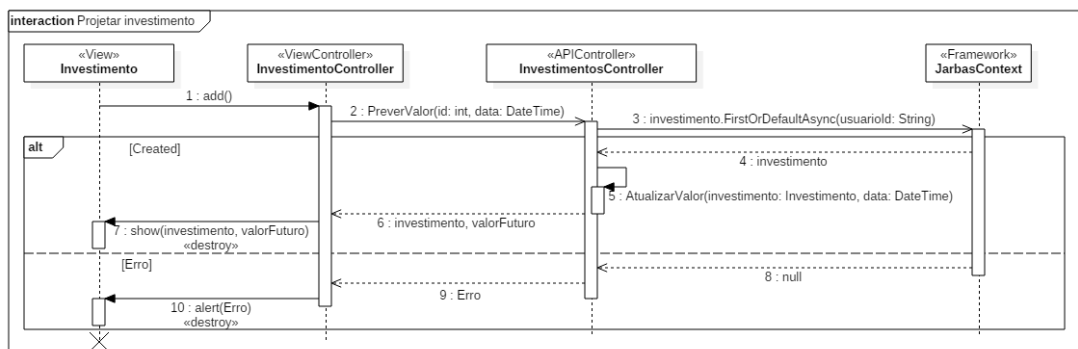 interaction Projetar investimento
«View»
Investimento
«ViewController»
InvestimentoController
«APIController»
InvestimentosController
«Framework»
JarbasContext
1 : add()
2 : PreverValor(id: int, data: DateTime)
3 : investimento.FirstOrDefaultAsync(usuarioId: String)
alt
[Created]
4 : investimento
5 : AtualizarValor(investimento: Investimento, data: DateTime)
6 : investimento, valorFuturo
7 : show(investimento, valorFuturo)
«destroy»
[Erro]
8 : null
9 : Erro
10 : alert(Erro)
«destroy»